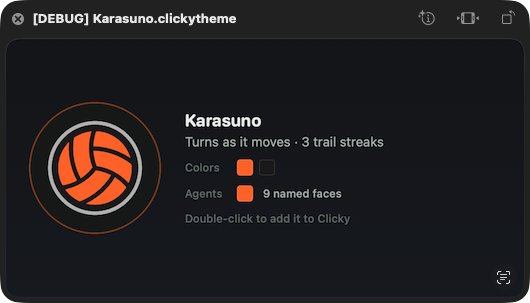 [DEBUG] Karasuno.clickytheme
Karasuno
Turns as it moves · 3 trail streaks
Colors
Agents 9 named faces
Double-click to add it to Clicky